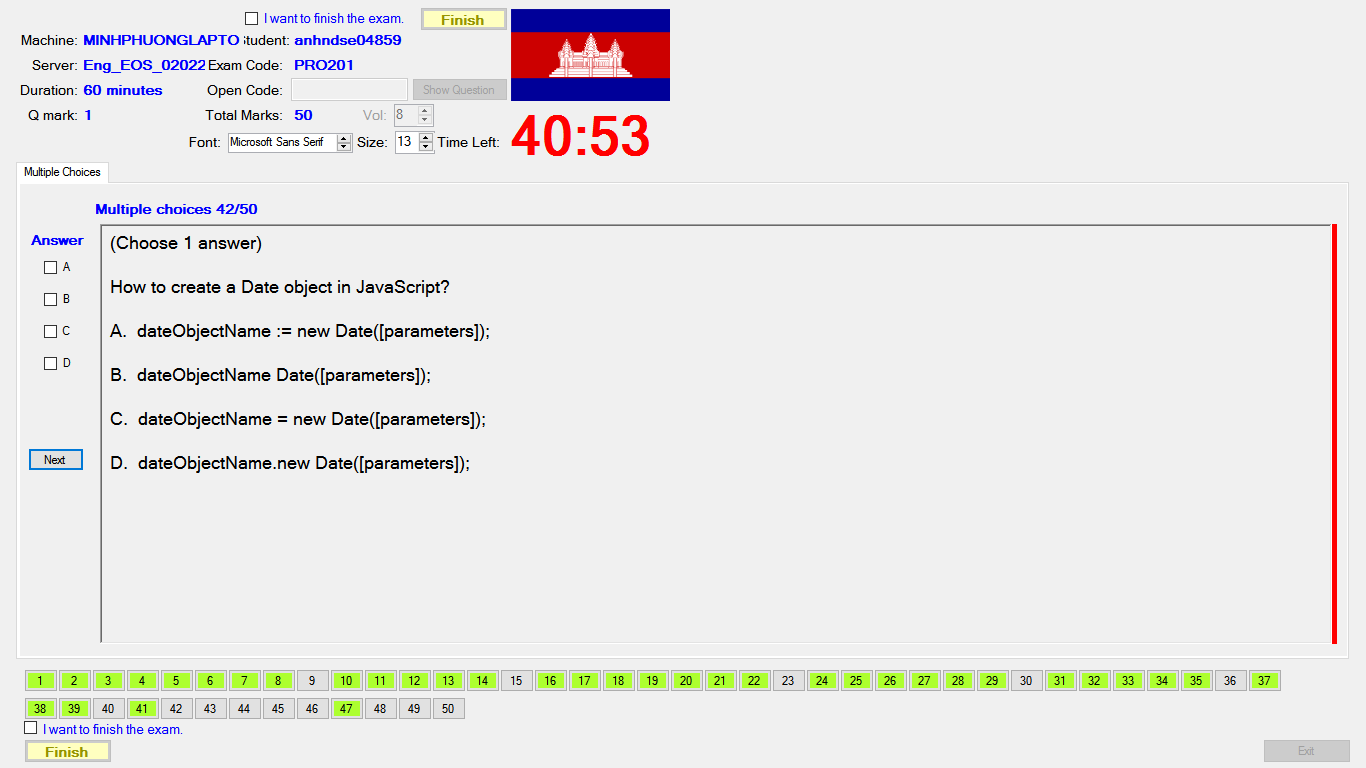 I want to finish the exam. Finish
Machine: MINHPHUONGLAPTO Student: anhndse04859
Server: Eng_EOS_02022 Exam Code: PRO201
Duration: 60 minutes Open Code: Show Question
Q mark: 1 Total Marks: 50 Vol: 8
Font: Microsoft Sans Serif Size: 13 Time Left: 40:53
Multiple Choices
Multiple choices 42/50
Answer
A
B
C
D
Next
(Choose 1 answer)
How to create a Date object in JavaScript?
A. dateObjectName := new Date([parameters]);
B. dateObjectName Date([parameters]);
C. dateObjectName = new Date([parameters]);
D. dateObjectName.new Date([parameters]);
1 2 3 4 5 6 7 8 9 10 11 12 13 14 15 16 17 18 19 20 21 22 23 24 25 26 27 28 29 30 31 32 33 34 35 36 37
38 39 40 41 42 43 44 45 46 47 48 49 50
I want to finish the exam.
Finish Exit